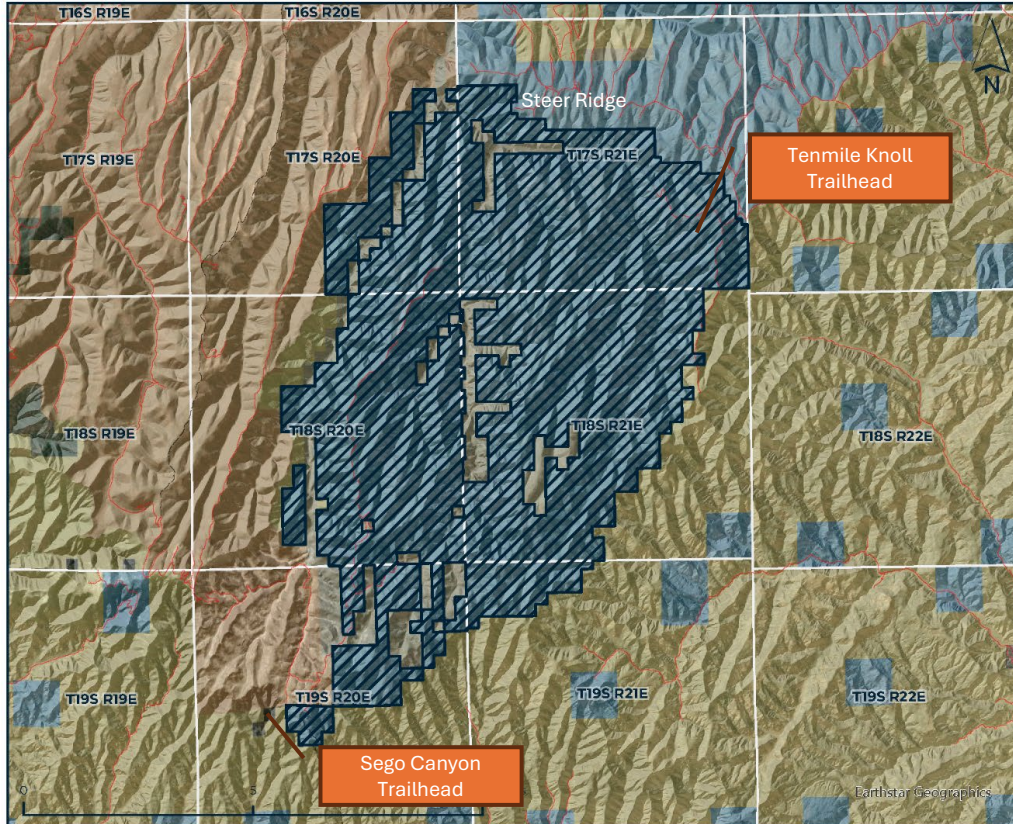 T16S R19E
T16S R20E
N
Steer Ridge
T17S R19E
T17S R20E
T17S R21E
Tenmile Knoll
Trailhead
T18S R19E
T18S R20E
T18S R21E
T18S R22E
T19S R19E
T19S R20E
T19S R21E
T19S R22E
Sego Canyon
Trailhead
0
5
Earthstar Geographics